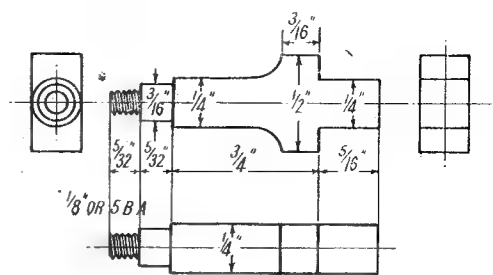 3/16"
3/16" 1/4" 1/2" 1/4"
5/32" 5/32" 3/4" 5/16"
1/8" OR 5 B A
1/4"